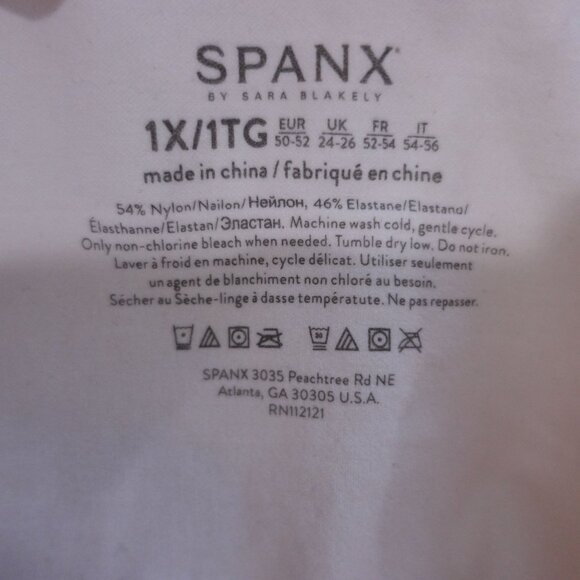 SPANX®
BY SARA BLAKELY
1X/1TG EUR 50-52 UK 24-26 FR 52-54 IT 54-56
made in china / fabriqué en chine
54% Nylon/Nailon/Нейлон, 46% Elastane/Elastano/
Élasthanne/Elastan/Эластан. Machine wash cold, gentle cycle.
Only non-chlorine bleach when needed. Tumble dry low. Do not iron.
Laver à froid en machine, cycle délicat. Utiliser seulement
un agent de blanchiment non chloré au besoin.
Sécher au Sèche-linge à dasse températute. Ne pas repasser.
SPANX 3035 Peachtree Rd NE
Atlanta, GA 30305 U.S.A.
RN112121